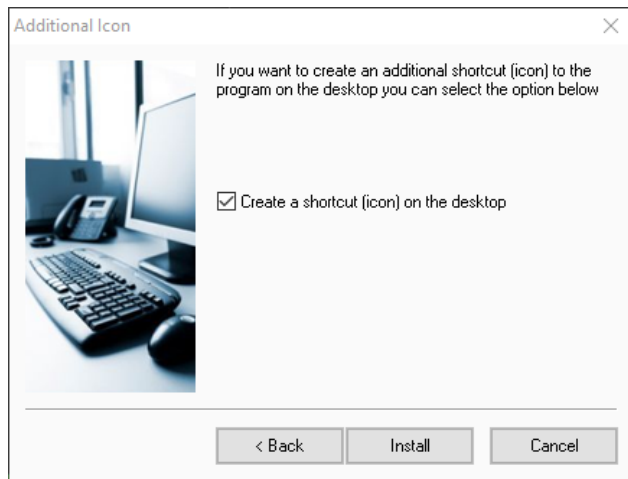 Additional Icon
If you want to create an additional shortcut (icon) to the
program on the desktop you can select the option below
Create a shortcut (icon) on the desktop
< Back
Install
Cancel